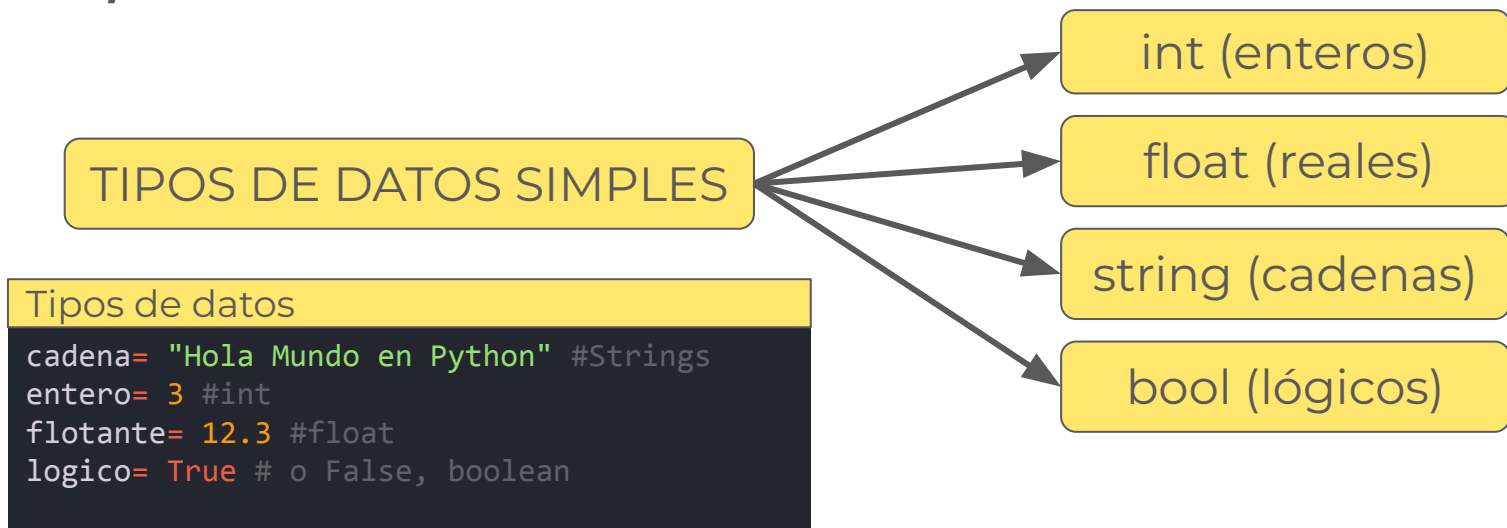 int (enteros)
float (reales)
TIPOS DE DATOS SIMPLES
string (cadenas)
bool (lógicos)
Tipos de datos
cadena= "Hola Mundo en Python" #Strings
entero= 3 #int
flotante= 12.3 #float
logico= True # o False, boolean